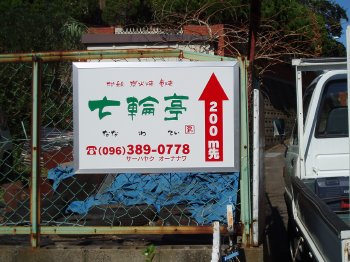 七輪亭
なな わ てい
☎(096)389-0778
サーハヤク オーナナワ
200m先